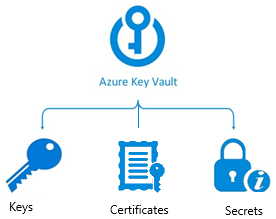 Azure Key Vault
Keys
Certificates
Secrets